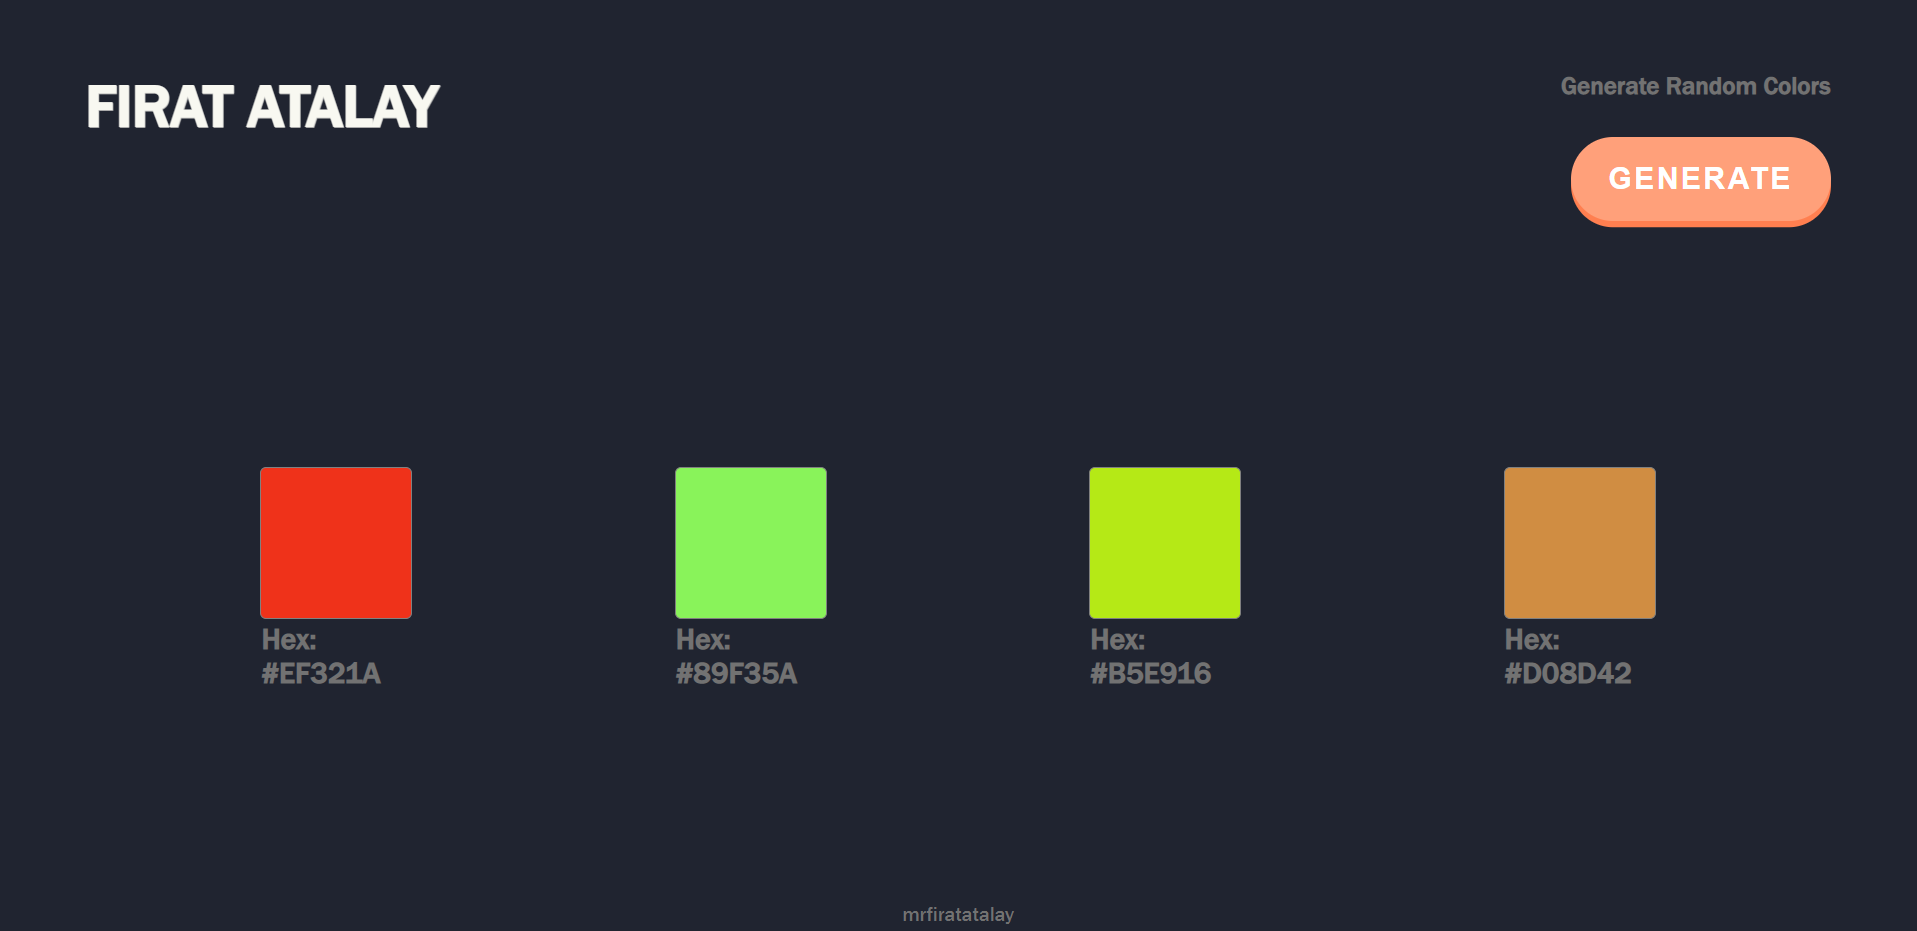 FIRAT ATALAY
Generate Random Colors
GENERATE
Hex:
#EF321A
Hex:
#89F35A
Hex:
#B5E916
Hex:
#D08D42
mrfiratatalay